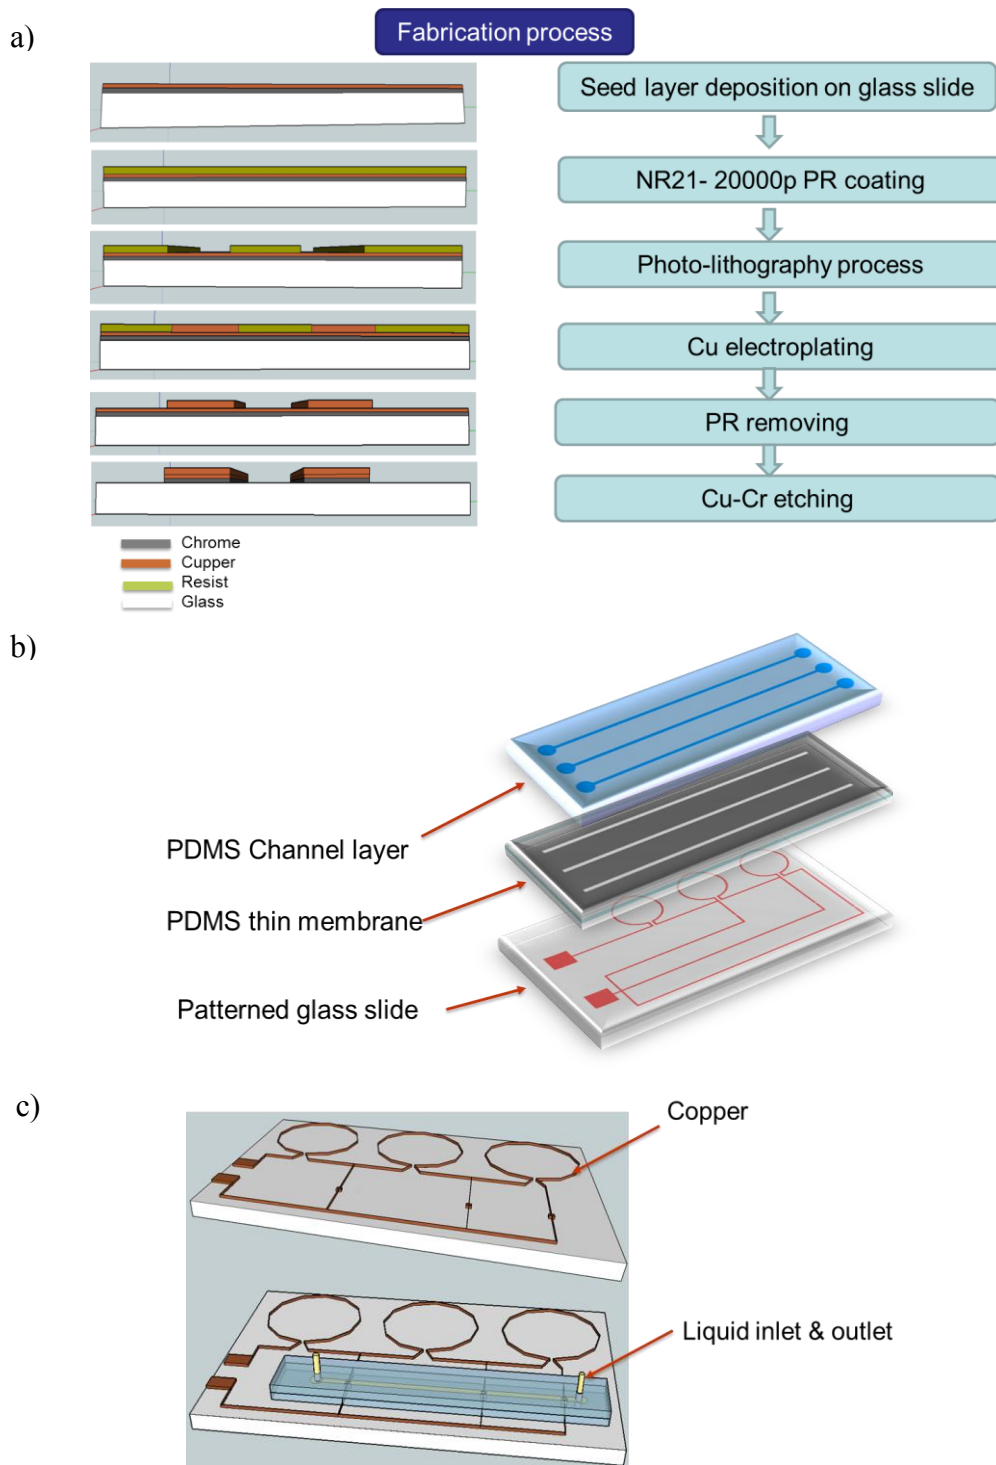 a)
Fabrication process
Seed layer deposition on glass slide
NR21- 20000p PR coating
Photo-lithography process
Cu electroplating
PR removing
Cu-Cr etching
Chrome
Cupper
Resist
Glass
b)
PDMS Channel layer
PDMS thin membrane
Patterned glass slide
c)
Copper
Liquid inlet & outlet